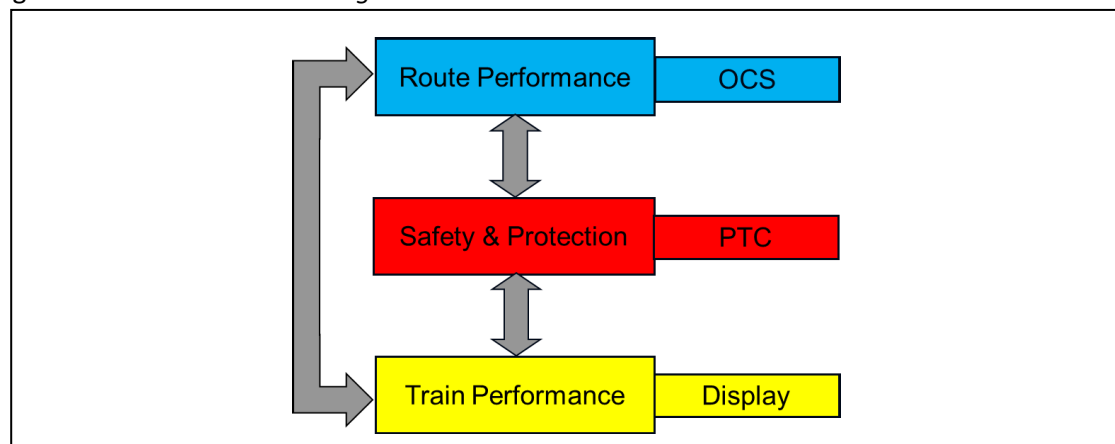 Route Performance OCS
Safety & Protection PTC
Train Performance Display